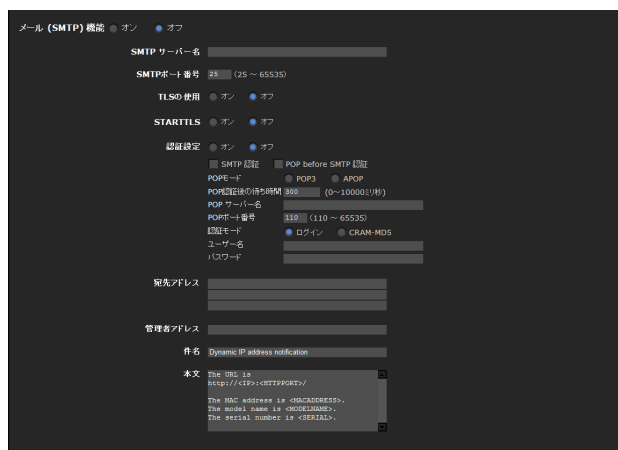 メール (SMTP) 機能 オン オフ
SMTP サーバー名
SMTPポート番号 25 (25 ～ 65535)
TLSの使用 オン オフ
STARTTLS オン オフ
認証設定 オン オフ
SMTP 認証 POP before SMTP 認証
POPモード POP3 APOP
POP認証後の待ち時間 300 (0～10000ミリ秒)
POP サーバー名
POPポート番号 110 (110 ～ 65535)
認証モード ログイン CRAM-MD5
ユーザー名
パスワード
宛先アドレス
管理者アドレス
件名 Dynamic IP address notification
本文 The URL is
http://<IP>:<HTTPPORT>/
The MAC address is <MACADDRESS>.
The model name is <MODELNAME>.
The serial number is <SERIAL>.